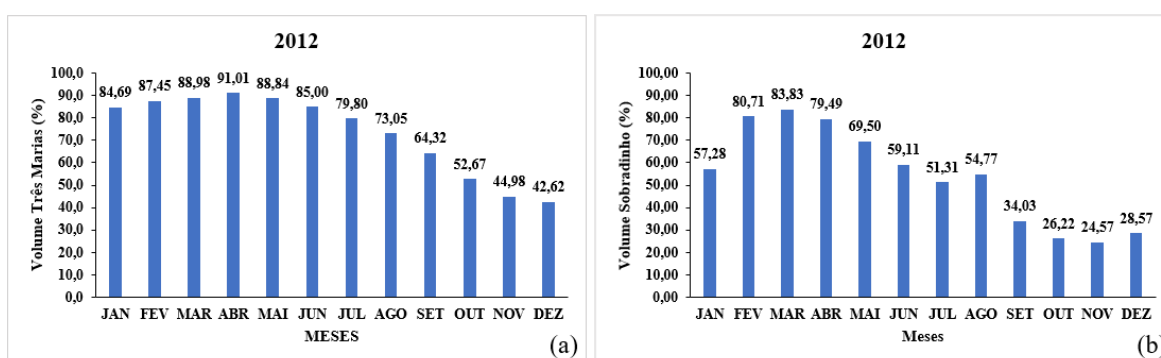 2012
Volume Três Marias (%)
100,0
90,0
80,0
70,0
60,0
50,0
40,0
30,0
20,0
10,0
0,0
84,69 87,45 88,98 91,01 88,84 85,00 79,80 73,05 64,32 52,67 44,98 42,62
JAN FEV MAR ABR MAI JUN JUL AGO SET OUT NOV DEZ
MESES
(a)
2012
Volume Sobradinho (%)
100,00
90,00
80,00
70,00
60,00
50,00
40,00
30,00
20,00
10,00
0,00
57,28 80,71 83,83 79,49 69,50 59,11 51,31 54,77 34,03 26,22 24,57 28,57
JAN FEV MAR ABR MAI JUN JUL AGO SET OUT NOV DEZ
Meses
(b)